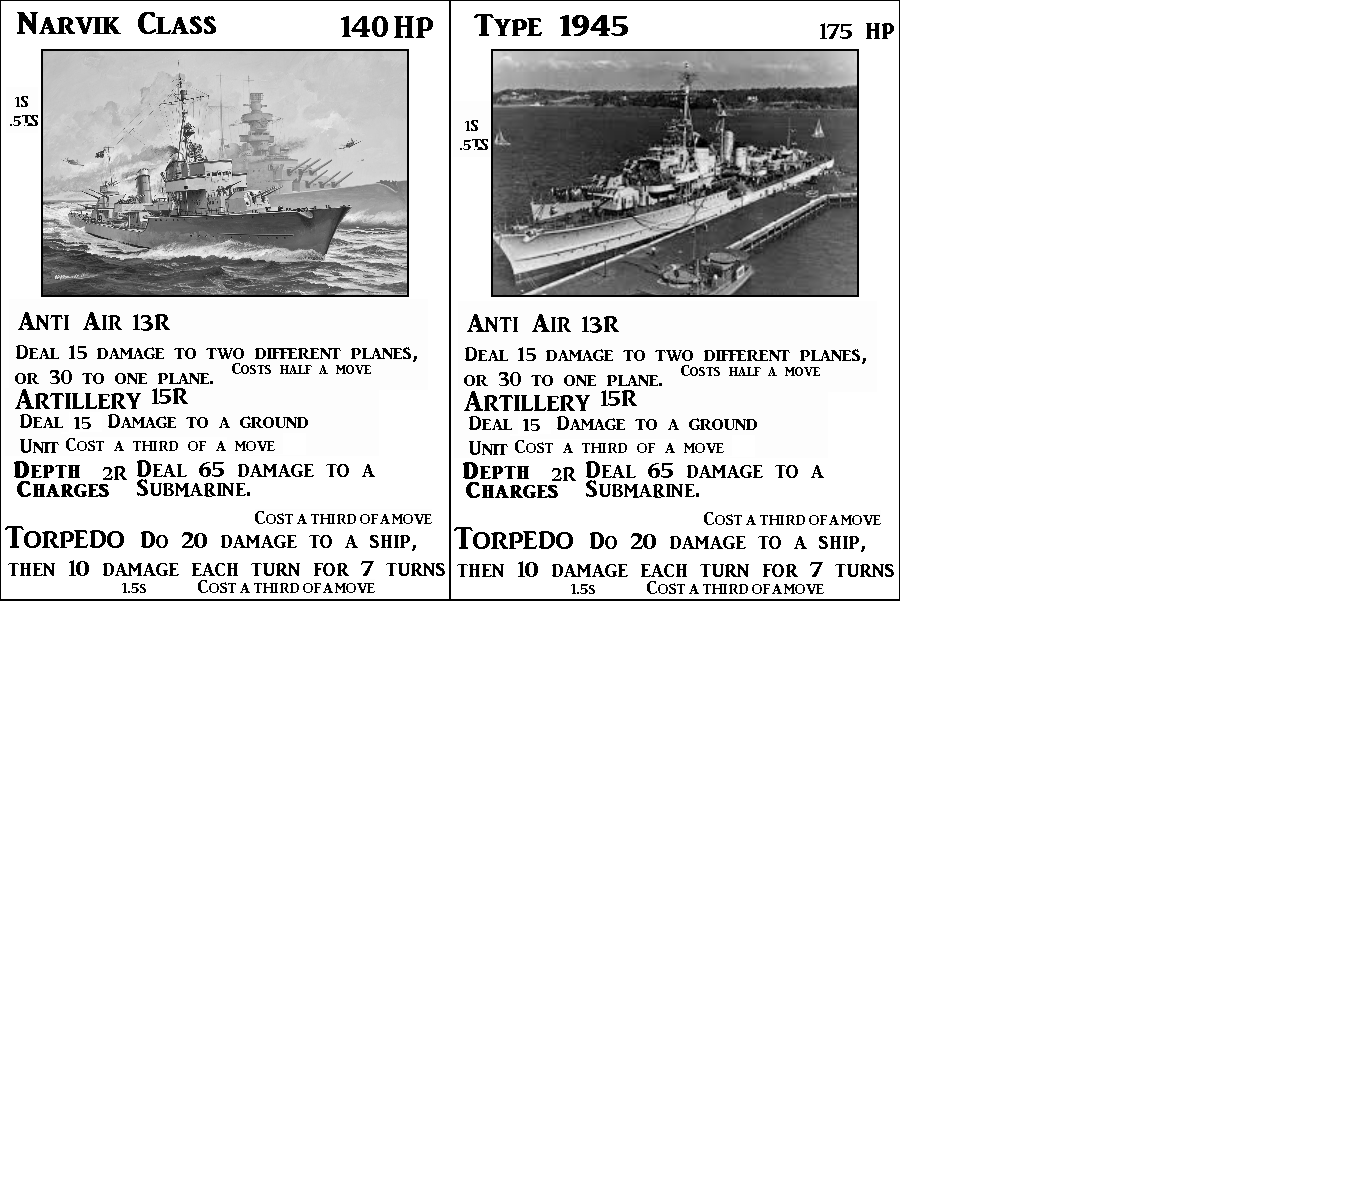 Narvik Class 140 HP
1S
.5TS
Anti Air 13R
Deal 15 damage to two different planes,
or 30 to one plane. Costs half a move
Artillery 15R
Deal 15 Damage to a ground
Unit Cost a third of a move
Depth 2R Deal 65 damage to a
Charges Submarine.
Cost a third of a move
Torpedo Do 20 damage to a ship,
then 10 damage each turn for 7 turns
1.5s Cost a third of a move
Type 1945 175 HP
1S
.5TS
Anti Air 13R
Deal 15 damage to two different planes,
or 30 to one plane. Costs half a move
Artillery 15R
Deal 15 Damage to a ground
Unit Cost a third of a move
Depth 2R Deal 65 damage to a
Charges Submarine.
Cost a third of a move
Torpedo Do 20 damage to a ship,
then 10 damage each turn for 7 turns
1.5s Cost a third of a move